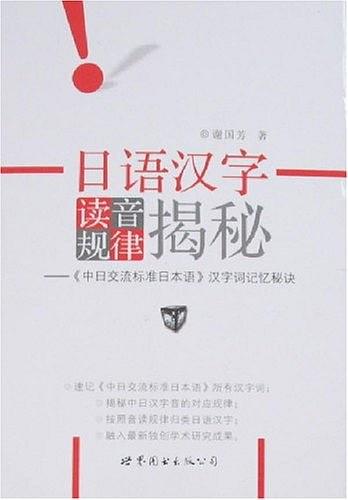 ◎谢国芳 著
日语汉字
读音
规律
揭秘
——《中日交流标准日本语》汉字词记忆秘诀
◎速记《中日交流标准日本语》所有汉字词;
◎揭秘中日汉字音的对应规律;
◎按照音读规律归类日语汉字;
◎融入最新独创学术研究成果。
世界图书出版公司